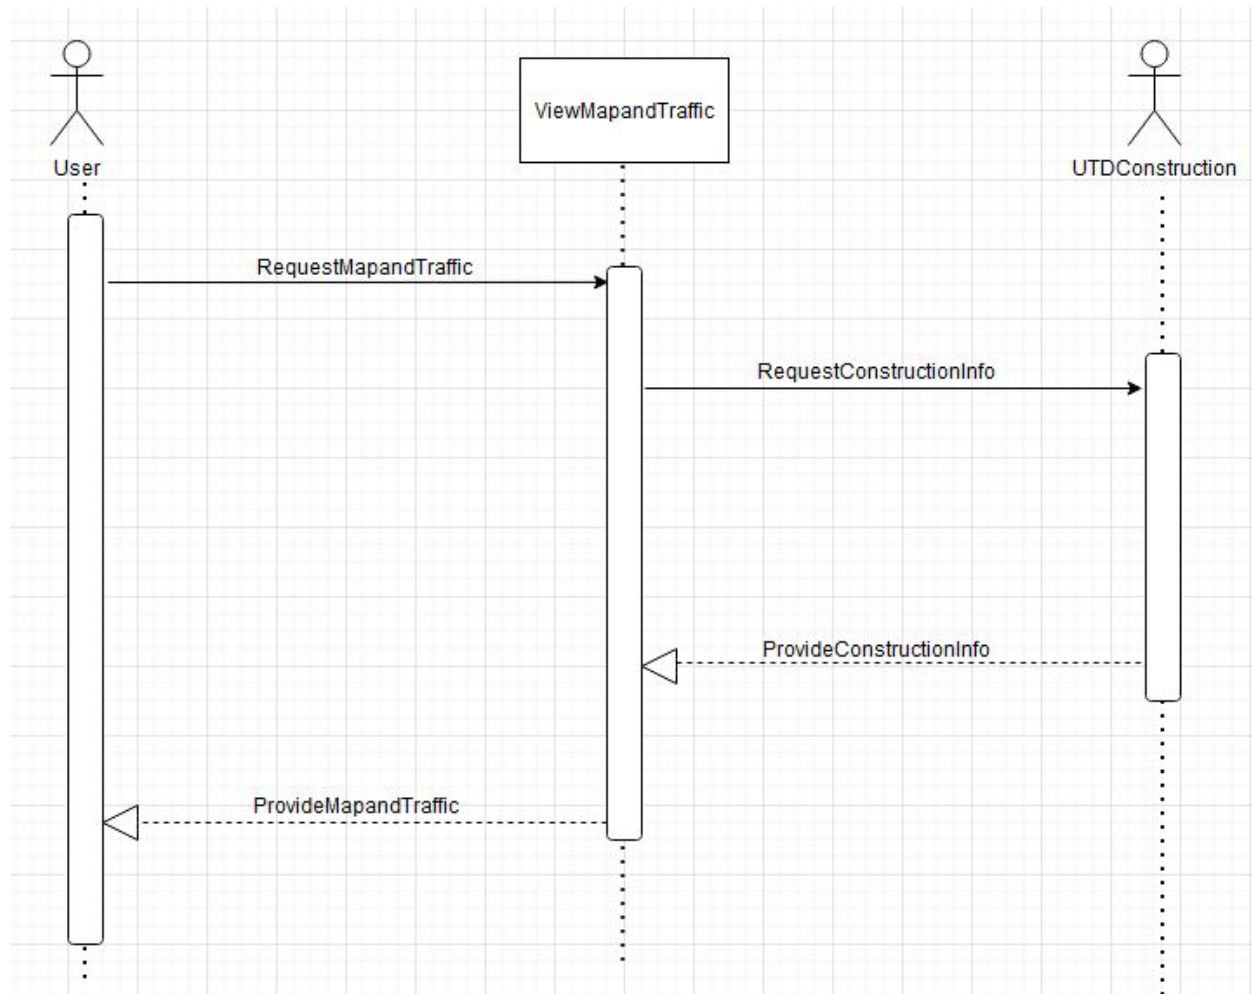 ViewMapandTraffic
User
UTDConstruction
RequestMapandTraffic
RequestConstructionInfo
ProvideConstructionInfo
ProvideMapandTraffic